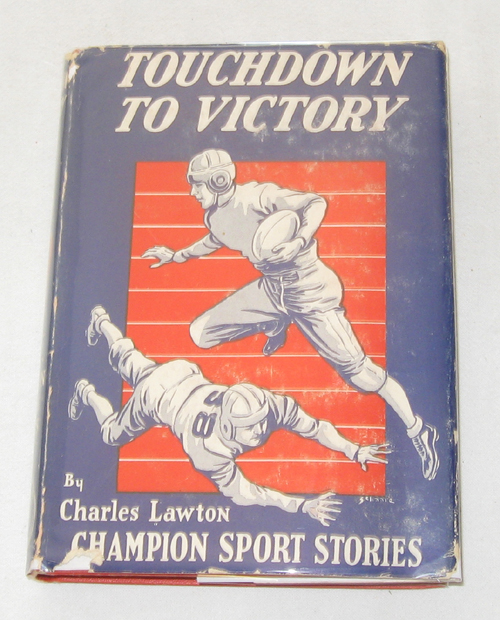 TOUCHDOWN
TO VICTORY
By
Charles Lawton
CHAMPION SPORT STORIES